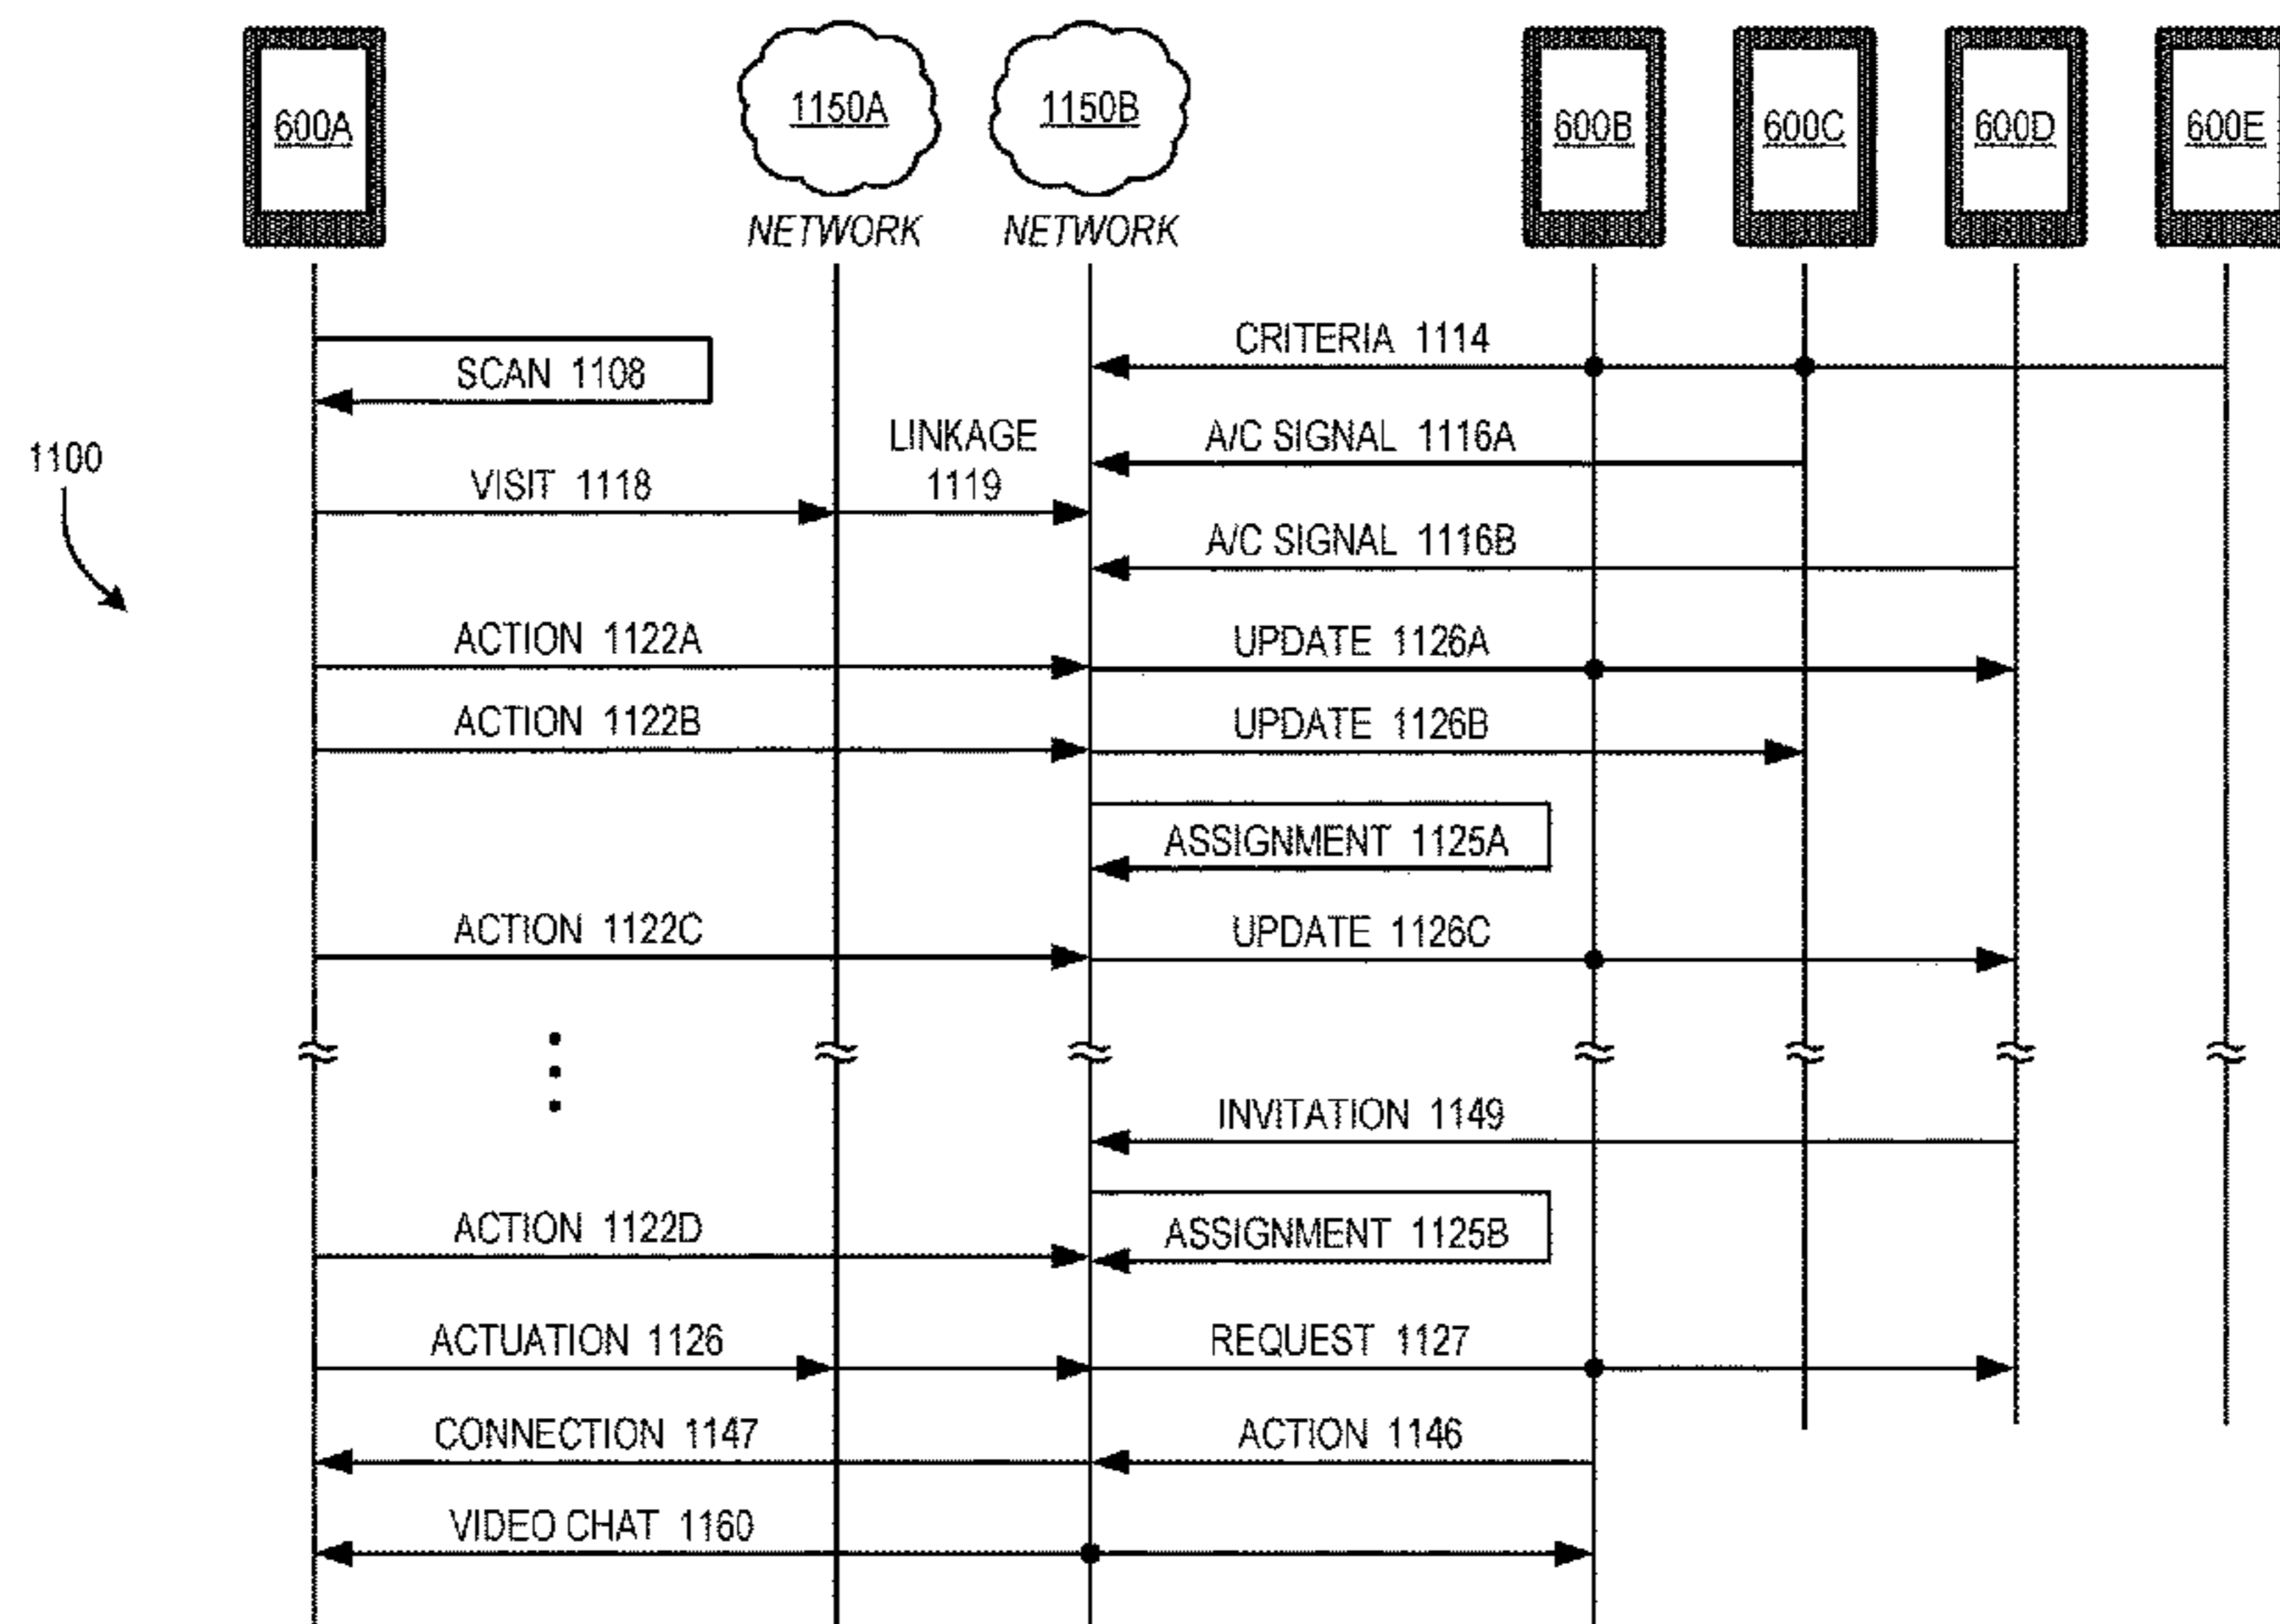 600A
1150A
1150B
600B
600C
600D
600E
NETWORK
NETWORK
CRITERIA 1114
SCAN 1108
1100
LINKAGE
1119
A/C SIGNAL 1116A
VISIT 1118
A/C SIGNAL 1116B
ACTION 1122A
UPDATE 1126A
ACTION 1122B
UPDATE 1126B
ASSIGNMENT 1125A
ACTION 1122C
UPDATE 1126C
INVITATION 1149
ACTION 1122D
ASSIGNMENT 1125B
ACTUATION 1126
REQUEST 1127
CONNECTION 1147
ACTION 1146
VIDEO CHAT 1160